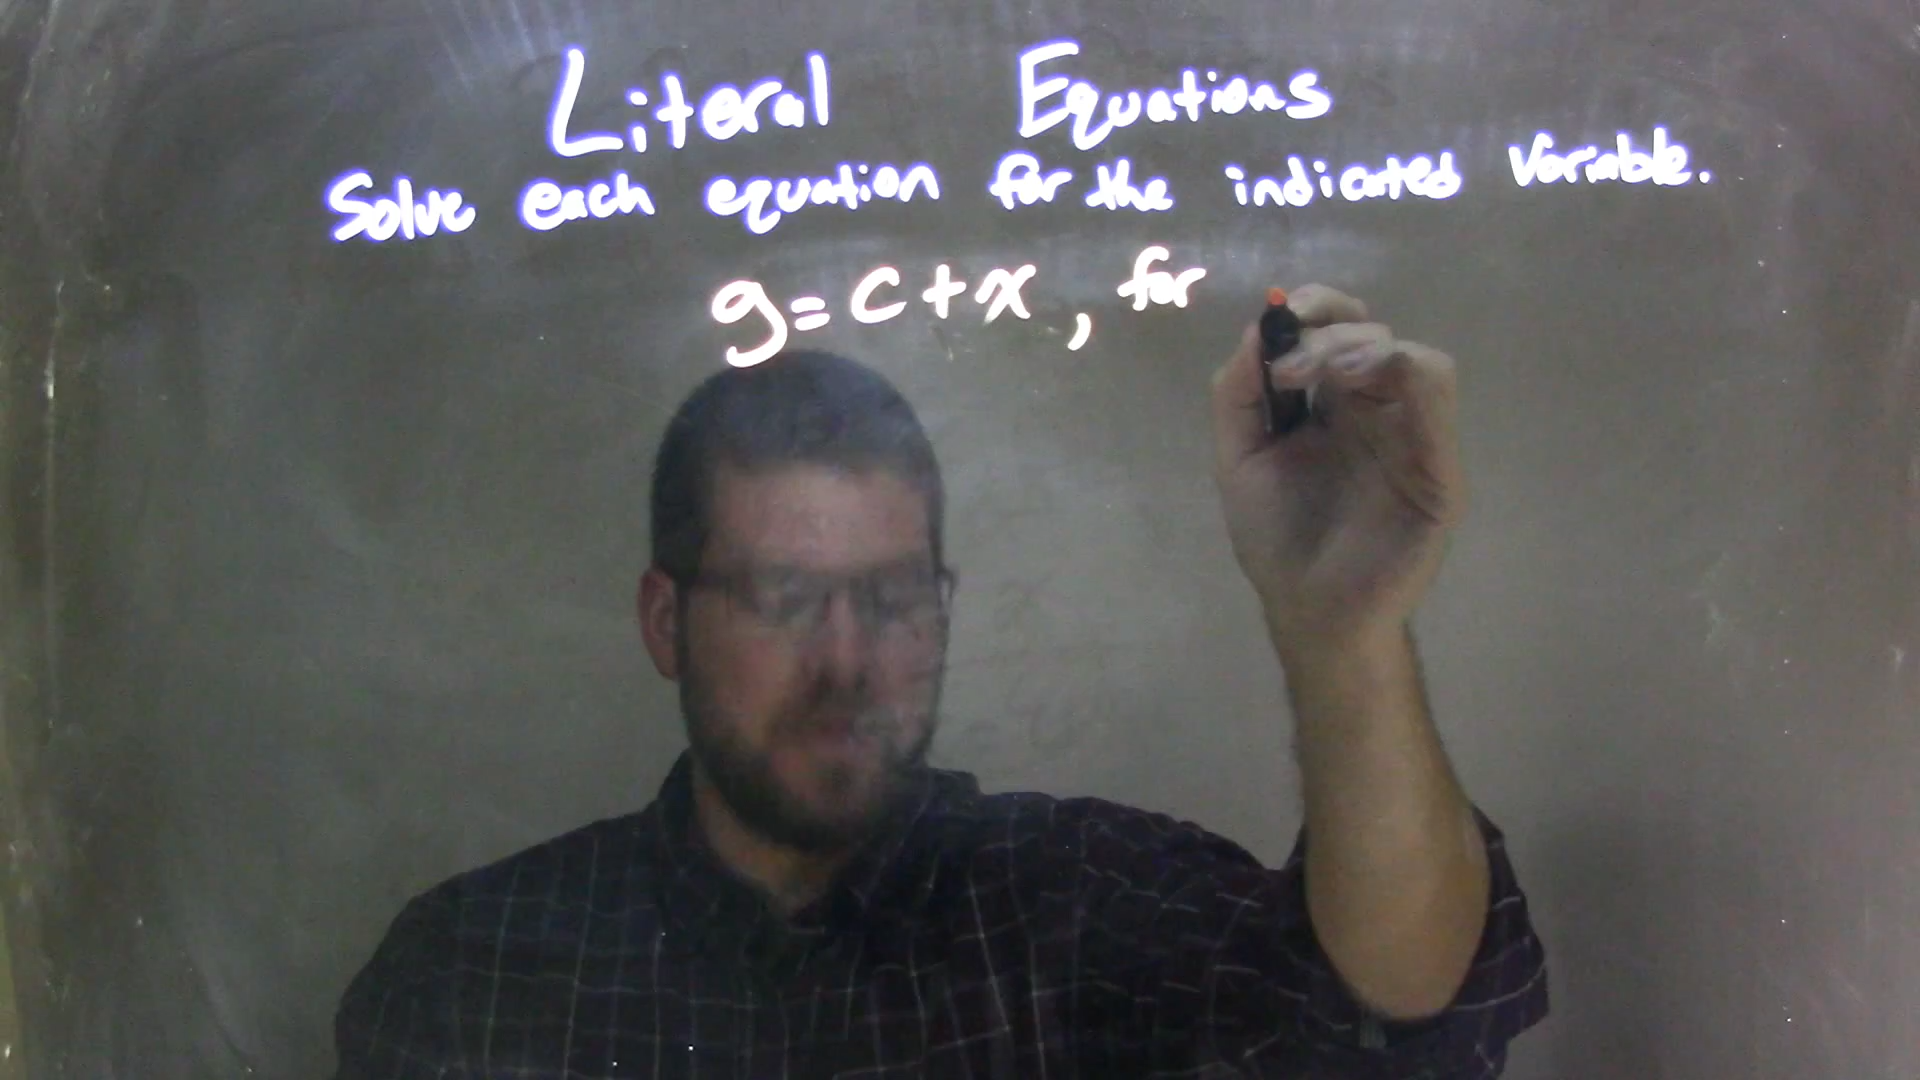 Literal Equations
Solve each equation for the indicated variable.
g = c + x , for